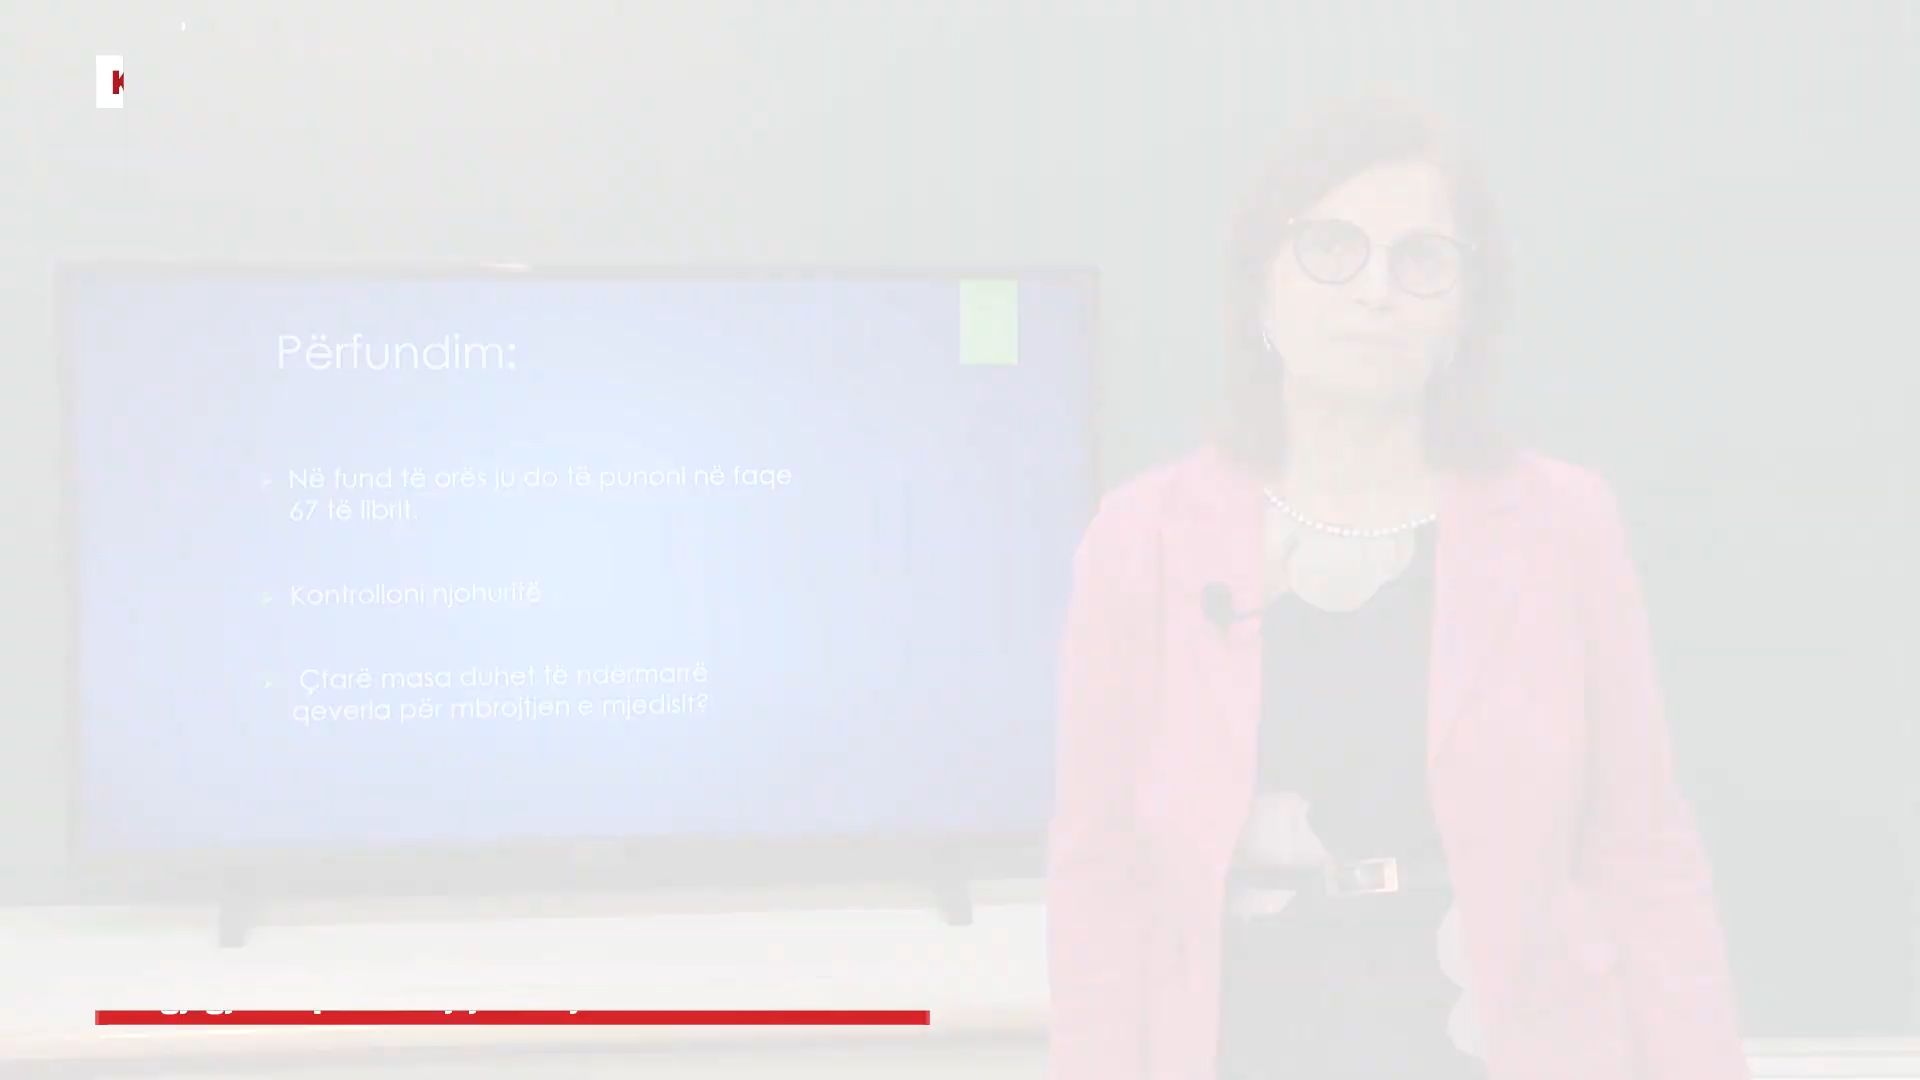 Përfundim:
Në fund të orës ju do të punoni në faqe
67 të librit.
Kontrolloni njohuritë
Çfarë masa duhet të ndërmarrë
qeveria për mbrojtjen e mjedisit?